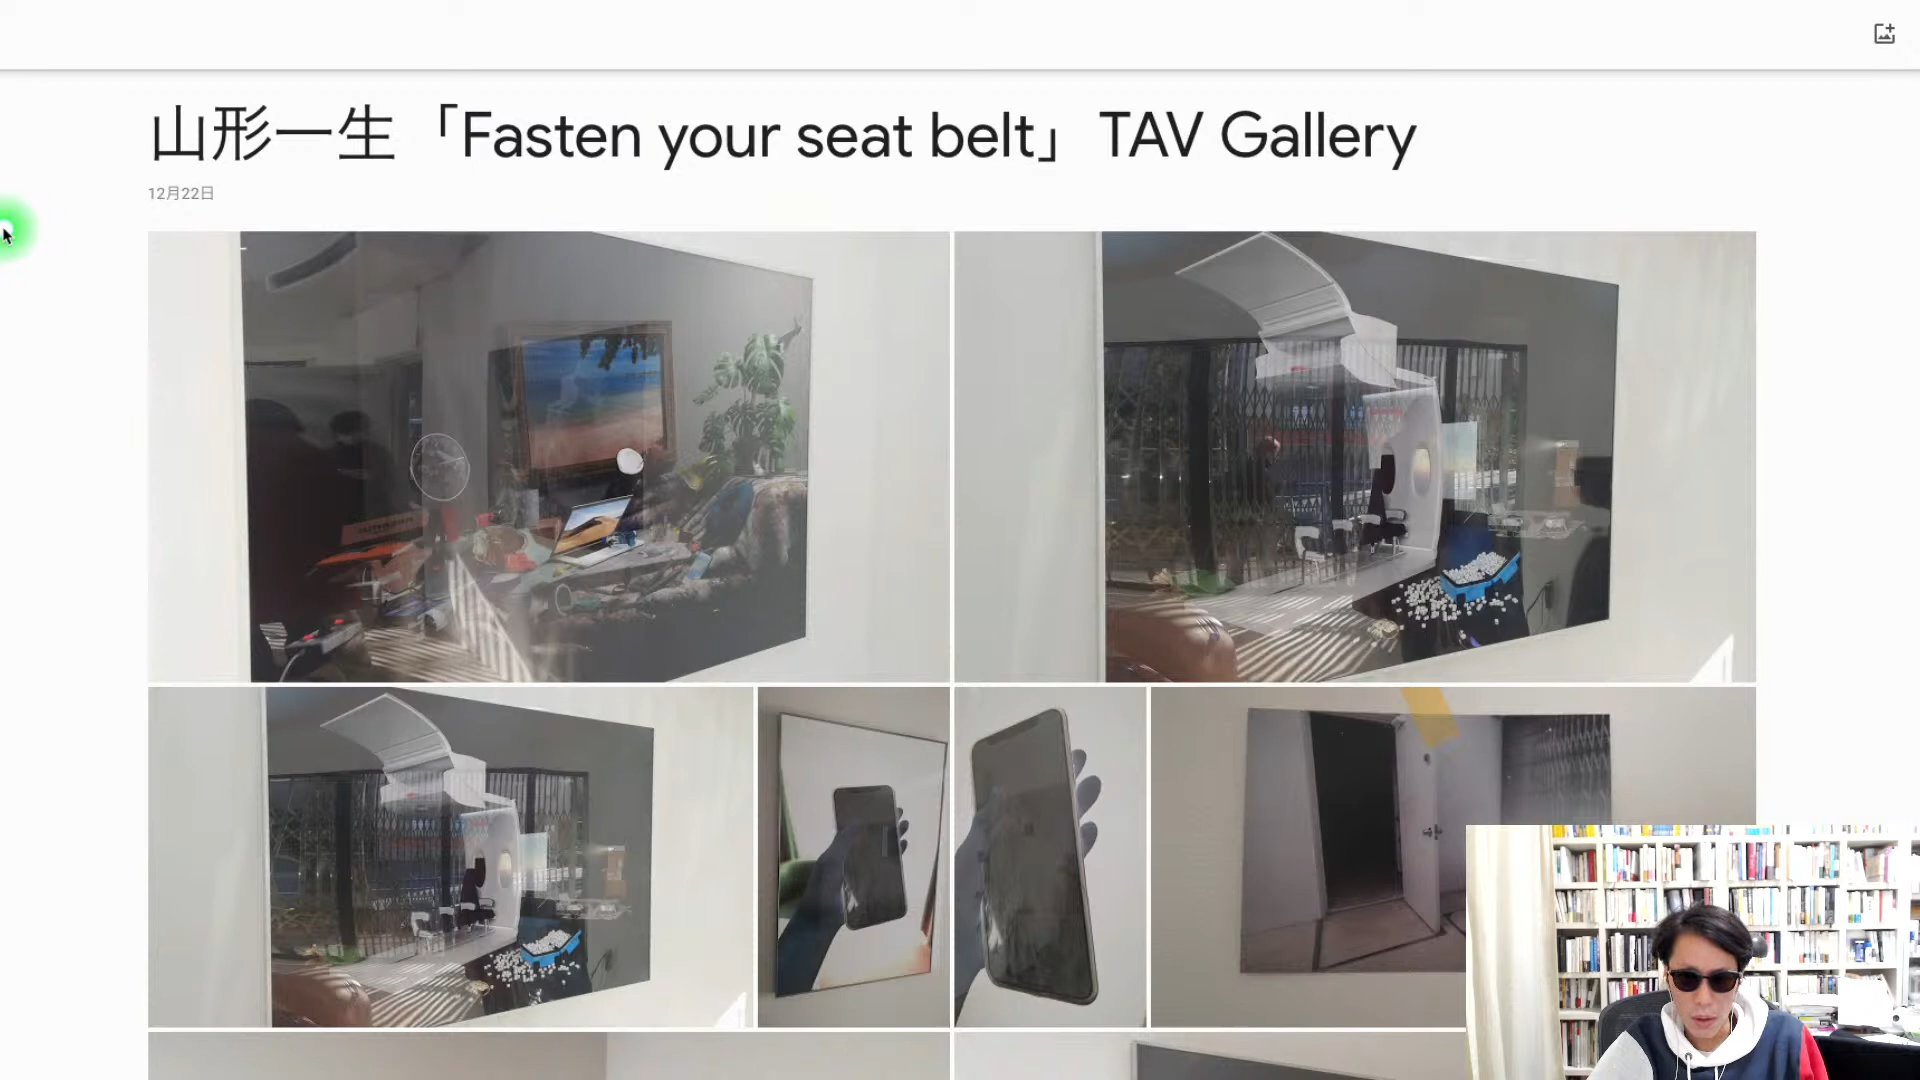 山形一生「Fasten your seat belt」 TAV Gallery
12月22日